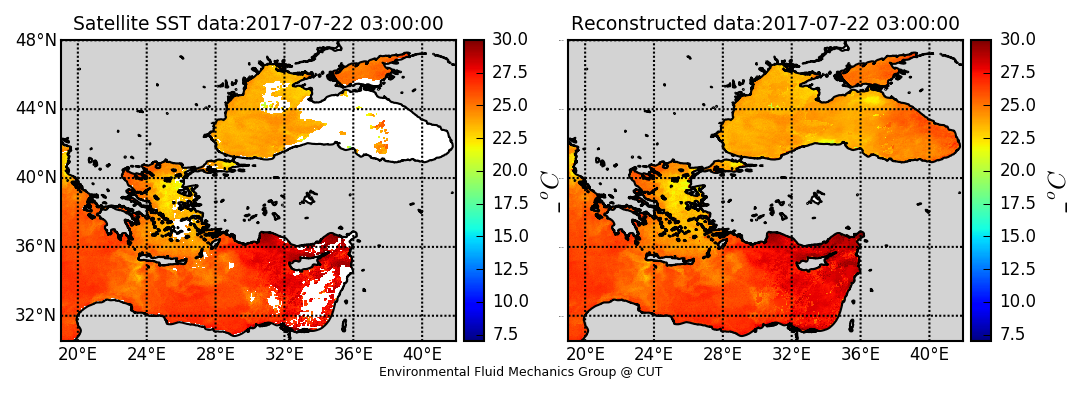 Satellite SST data:2017-07-22 03:00:00
Reconstructed data:2017-07-22 03:00:00
48°N
44°N
40°N
36°N
32°N
20°E 24°E 28°E 32°E 36°E 40°E
30.0
27.5
25.0
22.5
20.0
17.5
15.0
12.5
10.0
7.5
_ °C
20°E 24°E 28°E 32°E 36°E 40°E
30.0
27.5
25.0
22.5
20.0
17.5
15.0
12.5
10.0
7.5
_ °C
Environmental Fluid Mechanics Group @ CUT